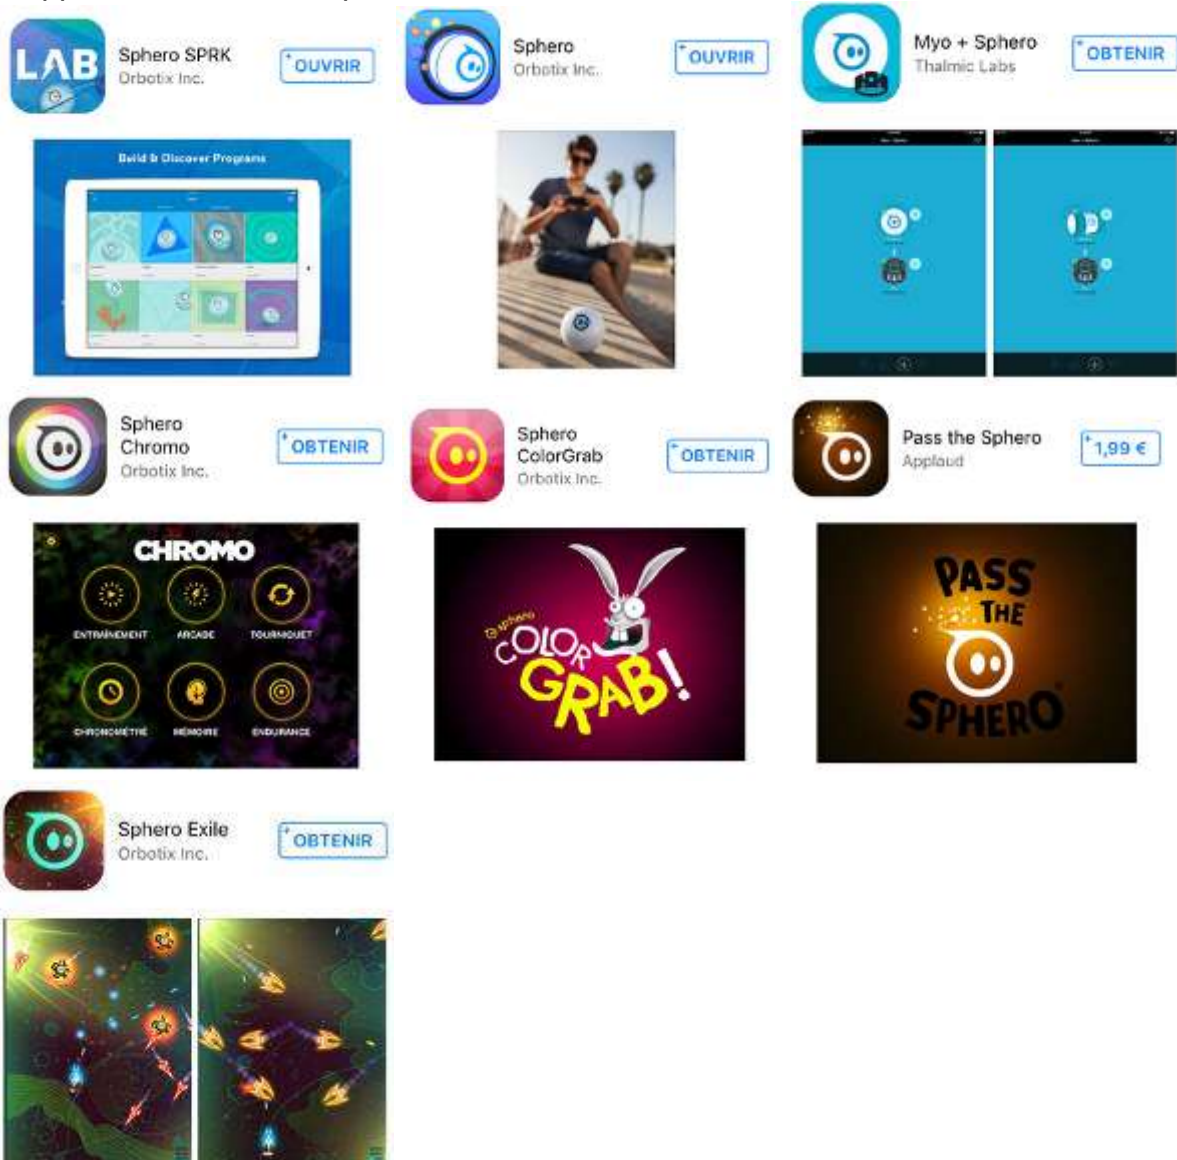 LAB
Sphero SPRK
Orbotix Inc.
+ OUVRIR
Sphero
Orbotix Inc.
+ OUVRIR
Myo + Sphero
Thalmic Labs
+ OBTENIR
Build & Discover Programs
Sphero
Chromo
Orbotix Inc.
+ OBTENIR
Sphero
ColorGrab
Orbotix Inc.
+ OBTENIR
Pass the Sphero
Applaud
+ 1,99 €
CHROMO
ENTRAÎNEMENT
ARCADE
TOURNIQUET
CHRONOMÉTRÉ
MÉMOIRE
ENDURANCE
sphero
COLOR
GRAB!
PASS
THE
SPHERO
Sphero Exile
Orbotix Inc.
+ OBTENIR